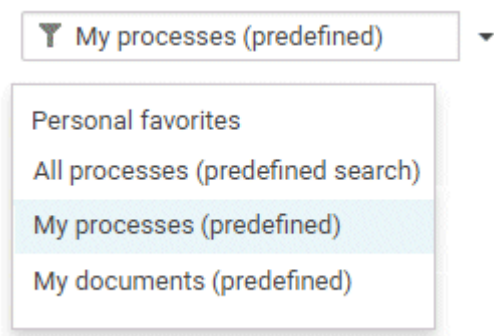 My processes (predefined)
Personal favorites
All processes (predefined search)
My processes (predefined)
My documents (predefined)